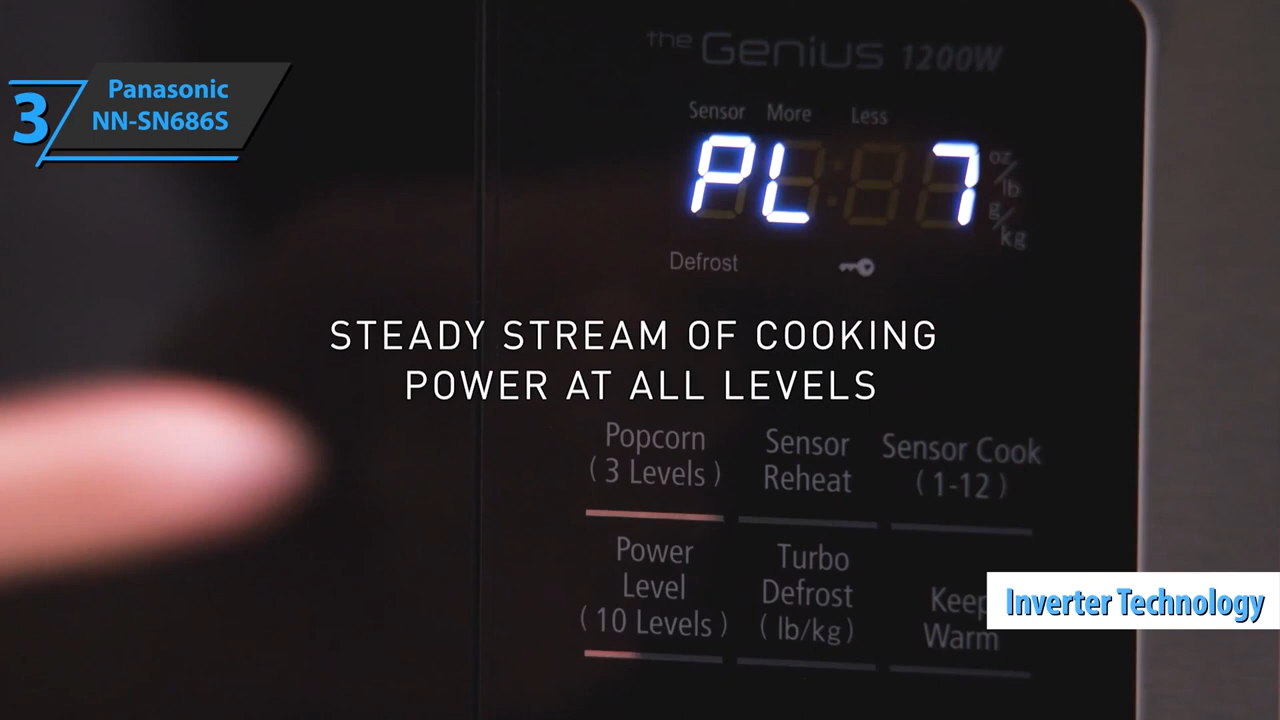 the Genius 1200W
3
Panasonic
NN-SN686S
Sensor More Less
PL 7
oz/lb
g/kg
Defrost
STEADY STREAM OF COOKING
POWER AT ALL LEVELS
Popcorn
(3 Levels)
Sensor
Reheat
Sensor Cook
(1-12)
Power
Level
(10 Levels)
Turbo
Defrost
(lb/kg)
Keep
Warm
Inverter Technology